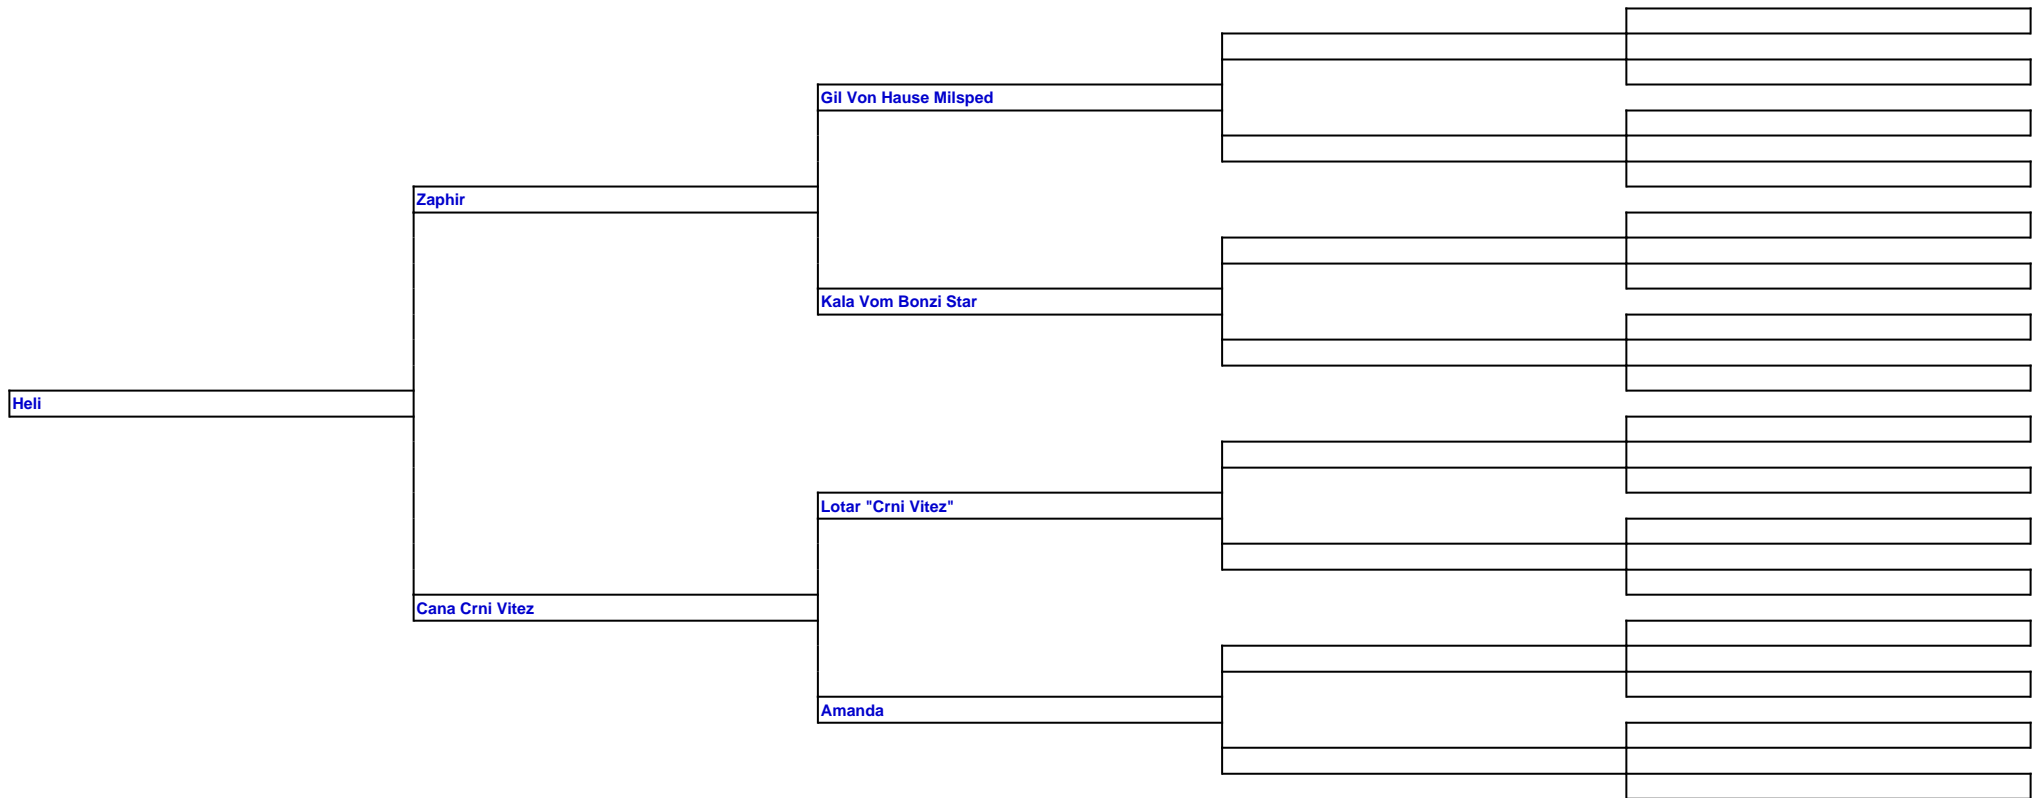 Gil Von Hause Milsped
Zaphir
Kala Vom Bonzi Star
Heli
Lotar "Crni Vitez"
Cana Crni Vitez
Amanda